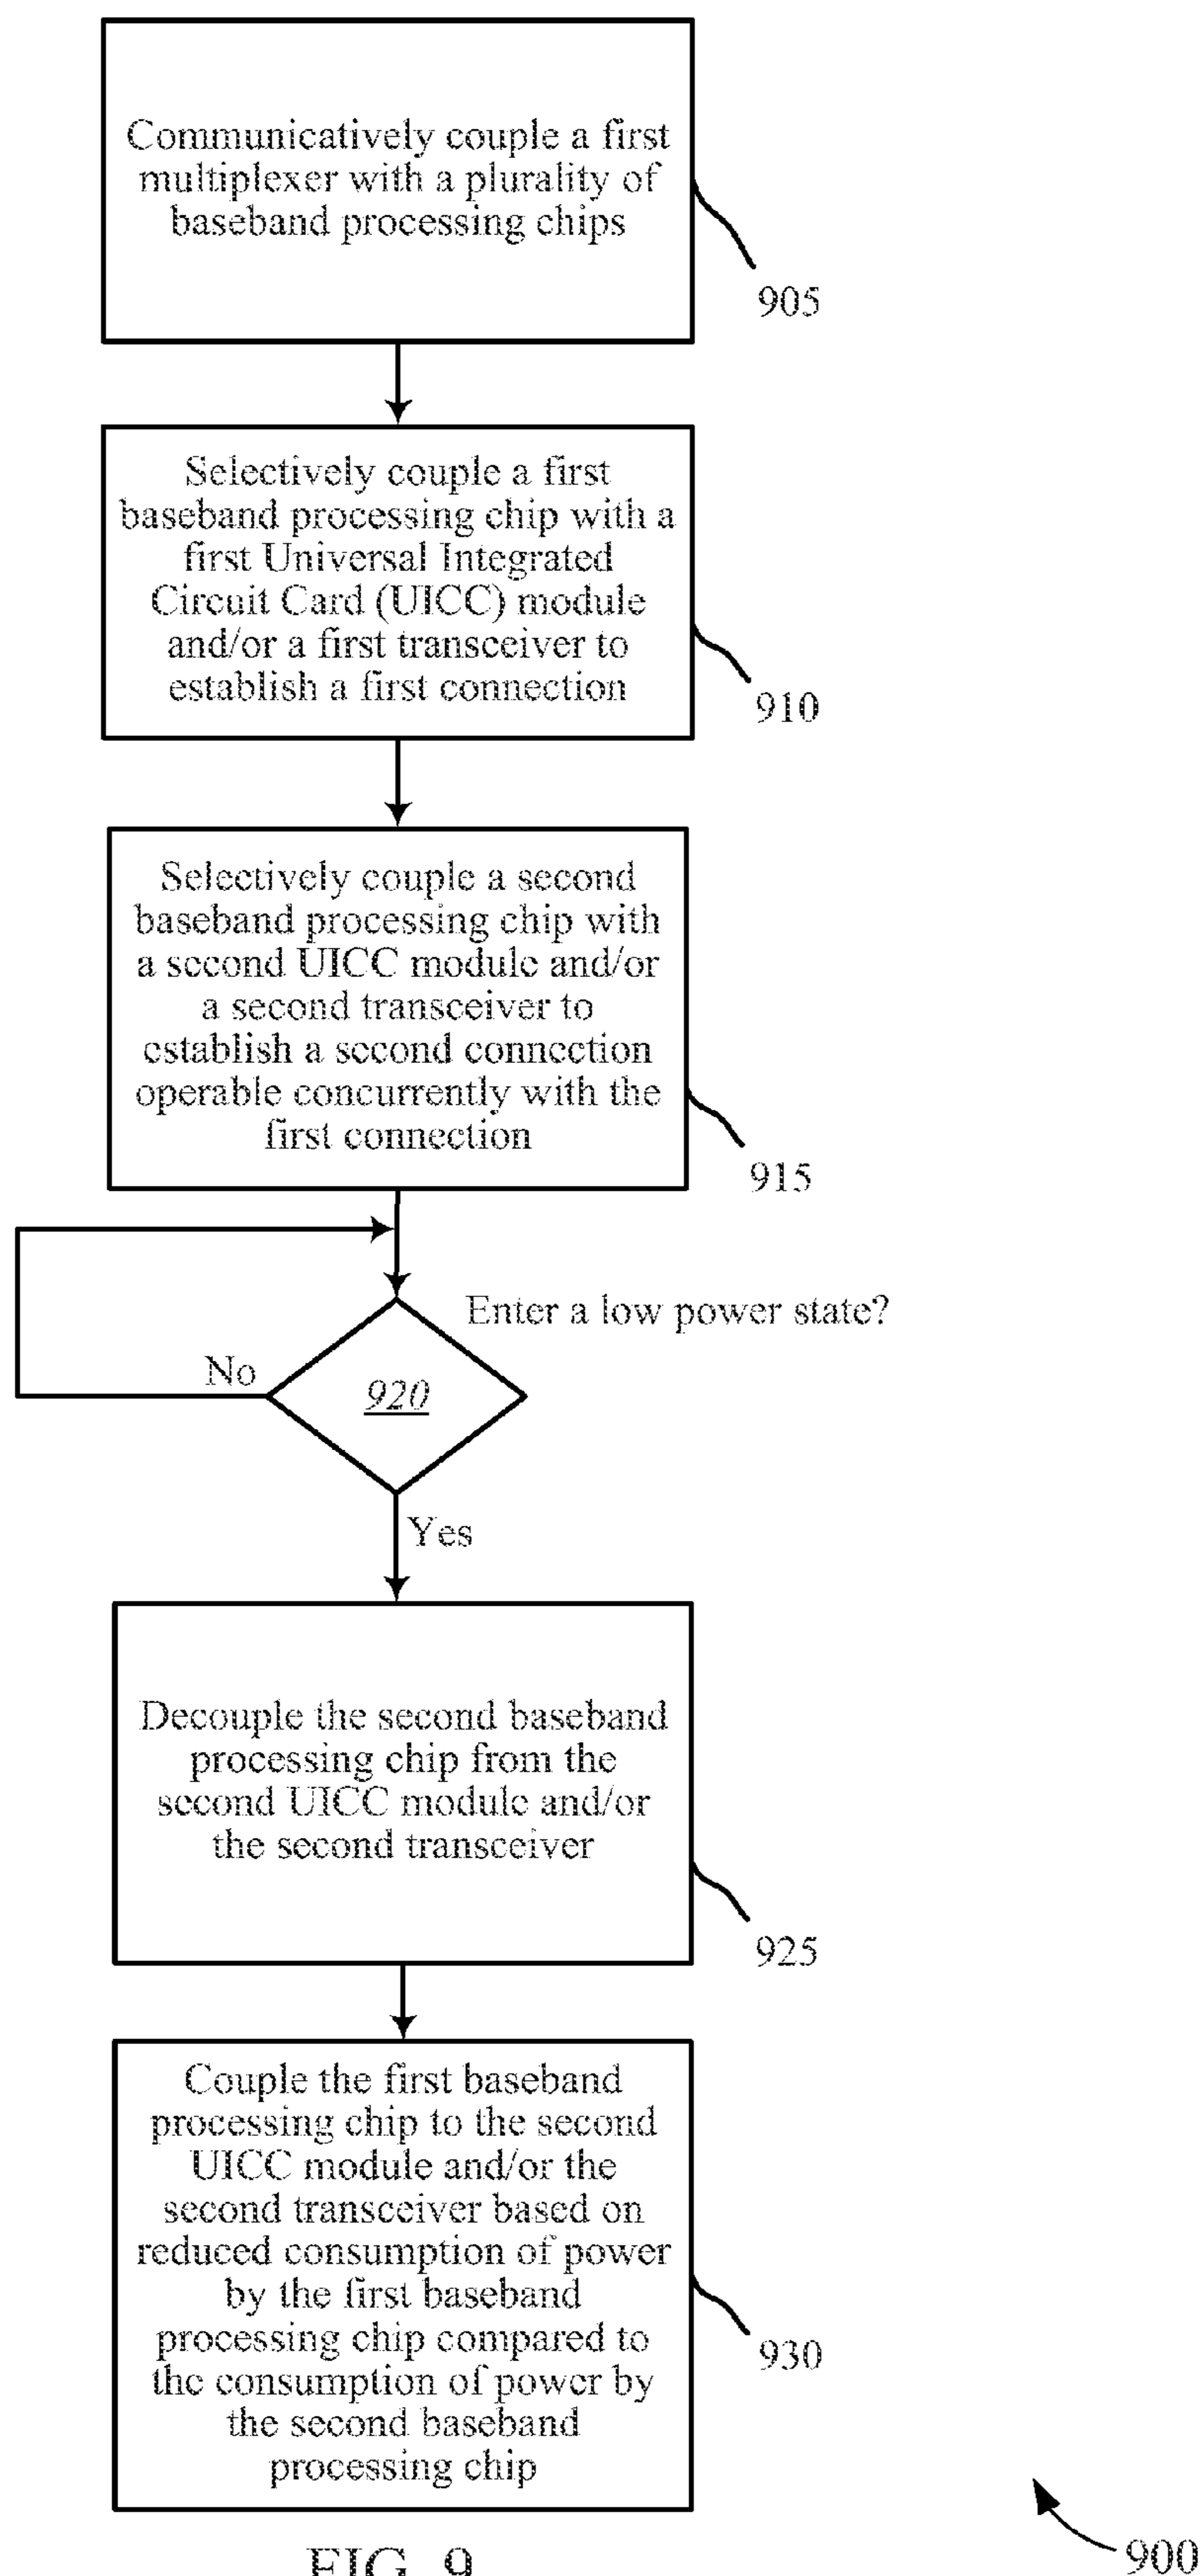 Communicatively couple a first
multiplexer with a plurality of
baseband processing chips
905
Selectively couple a first
baseband processing chip with a
first Universal Integrated
Circuit Card (UICC) module
and/or a first transceiver to
establish a first connection
910
Selectively couple a second
baseband processing chip with
a second UICC module and/or
a second transceiver to
establish a second connection
operable concurrently with the
first connection
915
Enter a low power state?
No
920
Yes
Decouple the second baseband
processing chip from the
second UICC module and/or
the second transceiver
925
Couple the first baseband
processing chip to the second
UICC module and/or the
second transceiver based on
reduced consumption of power
by the first baseband
processing chip compared to
the consumption of power by
the second baseband
processing chip
930
FIG. 9
900